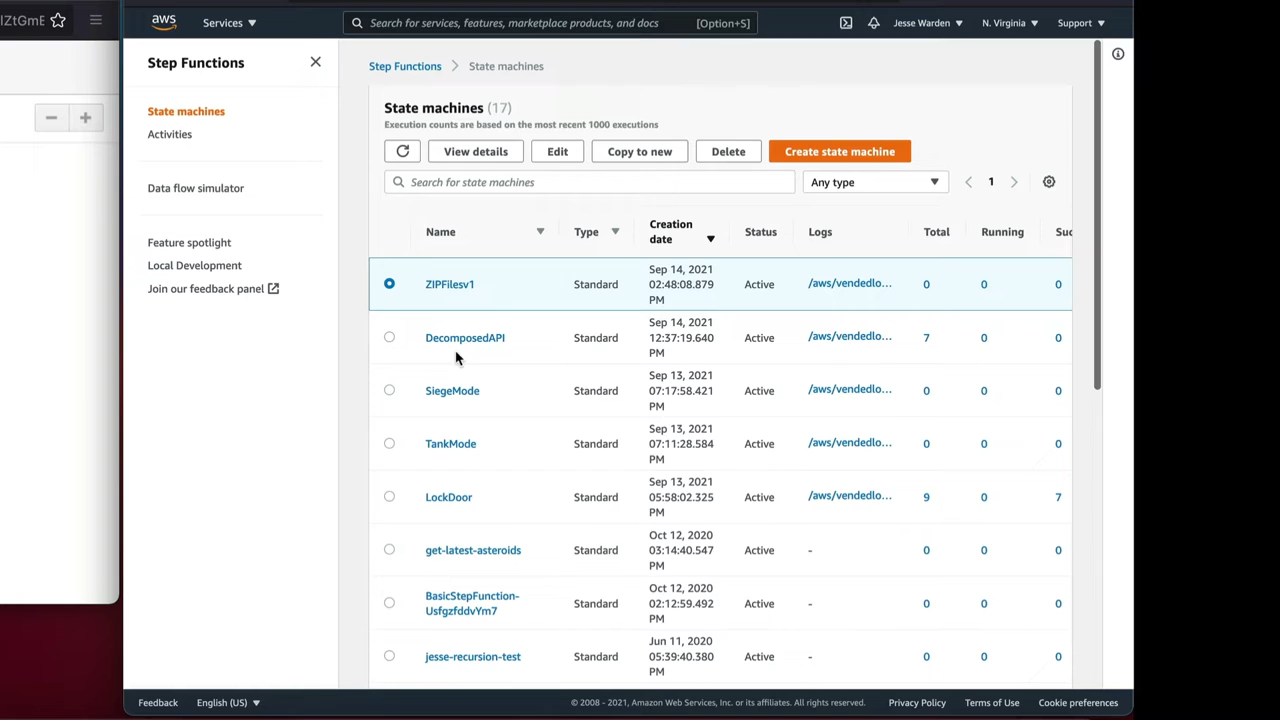 IZtGmE
aws
Services
Search for services, features, marketplace products, and docs
[Option+S]
Jesse Warden
N. Virginia
Support
Step Functions
State machines
Activities
Data flow simulator
Feature spotlight
Local Development
Join our feedback panel
Step Functions
State machines
State machines (17)
Execution counts are based on the most recent 1000 executions
View details
Edit
Copy to new
Delete
Create state machine
Search for state machines
Any type
1
Name
Type
Creation
date
Status
Logs
Total
Running
Suc
ZIPFilesv1
Standard
Sep 14, 2021
02:48:08.879
PM
Active
/aws/vendedlo...
0
0
0
DecomposedAPI
Standard
Sep 14, 2021
12:37:19.640
PM
Active
/aws/vendedlo...
7
0
0
SiegeMode
Standard
Sep 13, 2021
07:17:58.421
PM
Active
/aws/vendedlo...
0
0
0
TankMode
Standard
Sep 13, 2021
07:11:28.584
PM
Active
/aws/vendedlo...
0
0
0
LockDoor
Standard
Sep 13, 2021
05:58:02.325
PM
Active
/aws/vendedlo...
9
0
7
get-latest-asteroids
Standard
Oct 12, 2020
03:14:40.547
PM
Active
-
0
0
0
BasicStepFunction-
UsfgzfddvYm7
Standard
Oct 12, 2020
02:12:59.492
PM
Active
-
0
0
0
jesse-recursion-test
Standard
Jun 11, 2020
05:39:40.380
PM
Active
-
0
0
0
Feedback
English (US)
© 2008 - 2021, Amazon Web Services, Inc. or its affiliates. All rights reserved.
Privacy Policy
Terms of Use
Cookie preferences